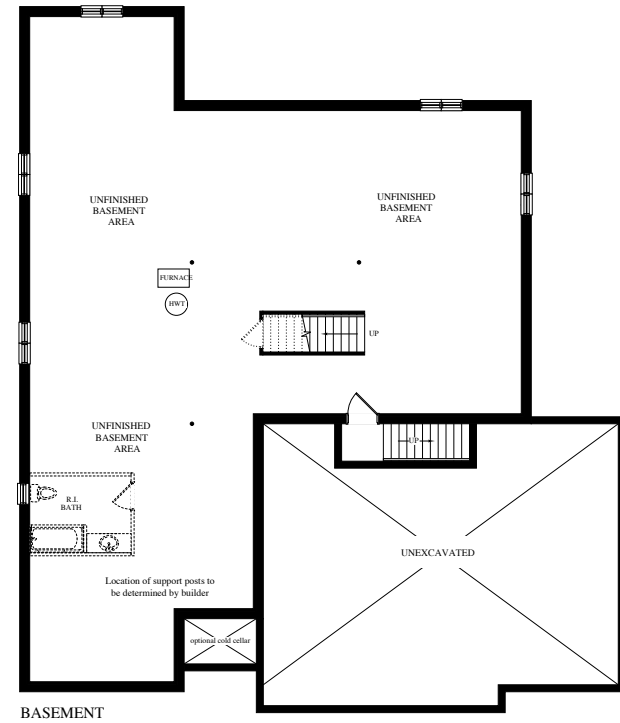 UNFINISHED
BASEMENT
AREA
UNFINISHED
BASEMENT
AREA
FURNACE
HWT
UP
UNFINISHED
BASEMENT
AREA
UP
R.I.
BATH
UNEXCAVATED
Location of support posts to
be determined by builder
optional cold cellar
BASEMENT